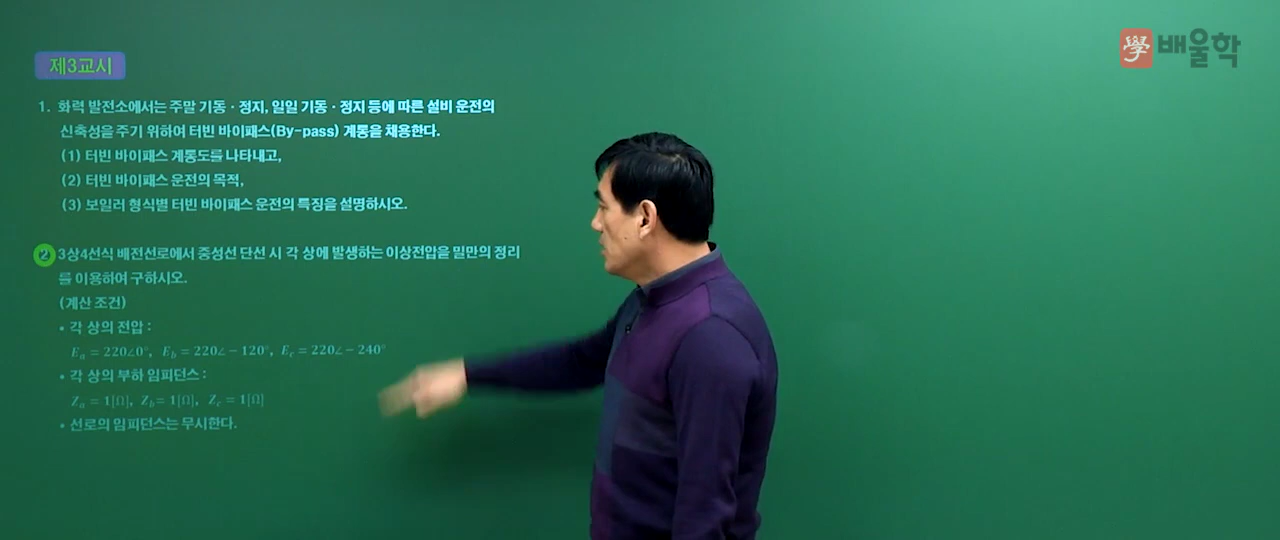 學 배울학
제3교시
1. 화력 발전소에서는 주말 기동·정지, 일일 기동·정지 등에 따른 설비 운전의
신축성을 주기 위하여 터빈 바이패스(By-pass) 계통을 채용한다.
(1) 터빈 바이패스 계통도를 나타내고,
(2) 터빈 바이패스 운전의 목적,
(3) 보일러 형식별 터빈 바이패스 운전의 특징을 설명하시오.
2 3상4선식 배전선로에서 중성선 단선 시 각 상에 발생하는 이상전압을 밀만의 정리
를 이용하여 구하시오.
(계산 조건)
• 각 상의 전압 :
E_a = 220∠0°, E_b = 220∠-120°, E_c = 220∠-240°
• 각 상의 부하 임피던스 :
Z_a = 1[Ω], Z_b = 1[Ω], Z_c = 1[Ω]
• 선로의 임피던스는 무시한다.